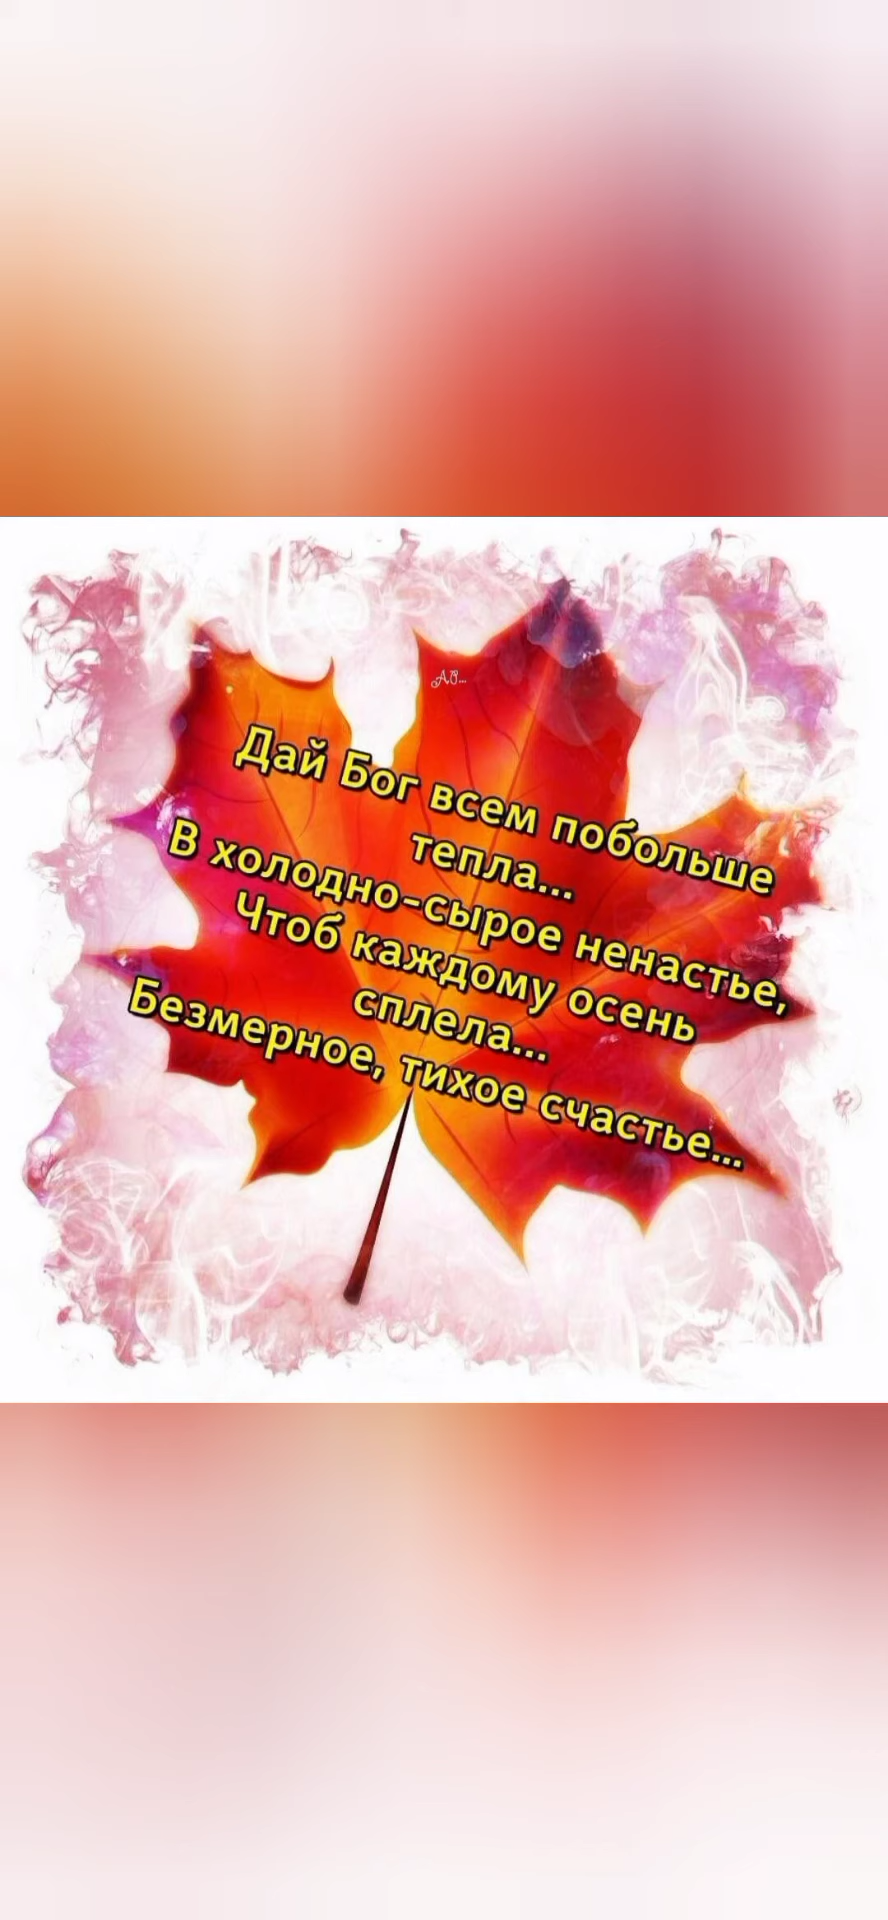 А.В...
Дай Бог всем побольше
тепла...
В холодно-сырое ненастье,
Чтоб каждому осень
сплела...
Безмерное, тихое счастье...